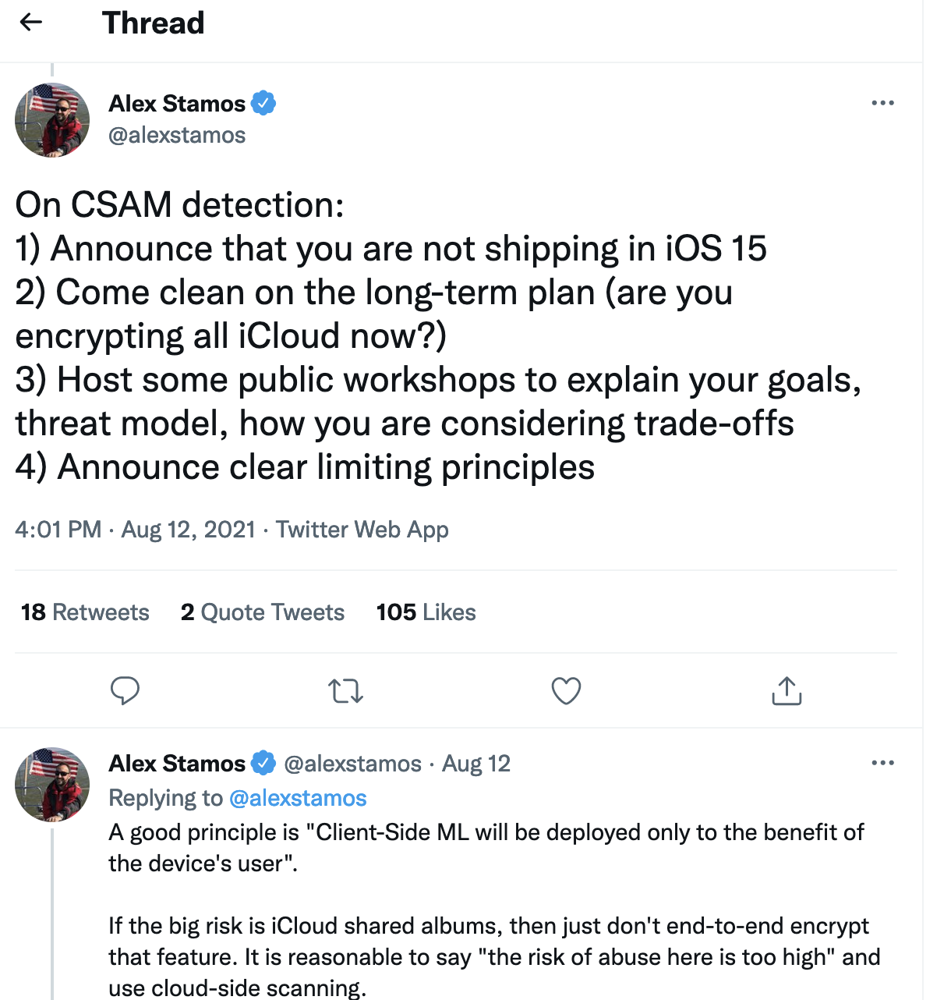 Thread
Alex Stamos
@alexstamos
On CSAM detection:
1) Announce that you are not shipping in iOS 15
2) Come clean on the long-term plan (are you
encrypting all iCloud now?)
3) Host some public workshops to explain your goals,
threat model, how you are considering trade-offs
4) Announce clear limiting principles
4:01 PM · Aug 12, 2021 · Twitter Web App
18 Retweets 2 Quote Tweets 105 Likes
Alex Stamos @alexstamos · Aug 12
Replying to @alexstamos
A good principle is "Client-Side ML will be deployed only to the benefit of
the device's user".
If the big risk is iCloud shared albums, then just don't end-to-end encrypt
that feature. It is reasonable to say "the risk of abuse here is too high" and
use cloud-side scanning.